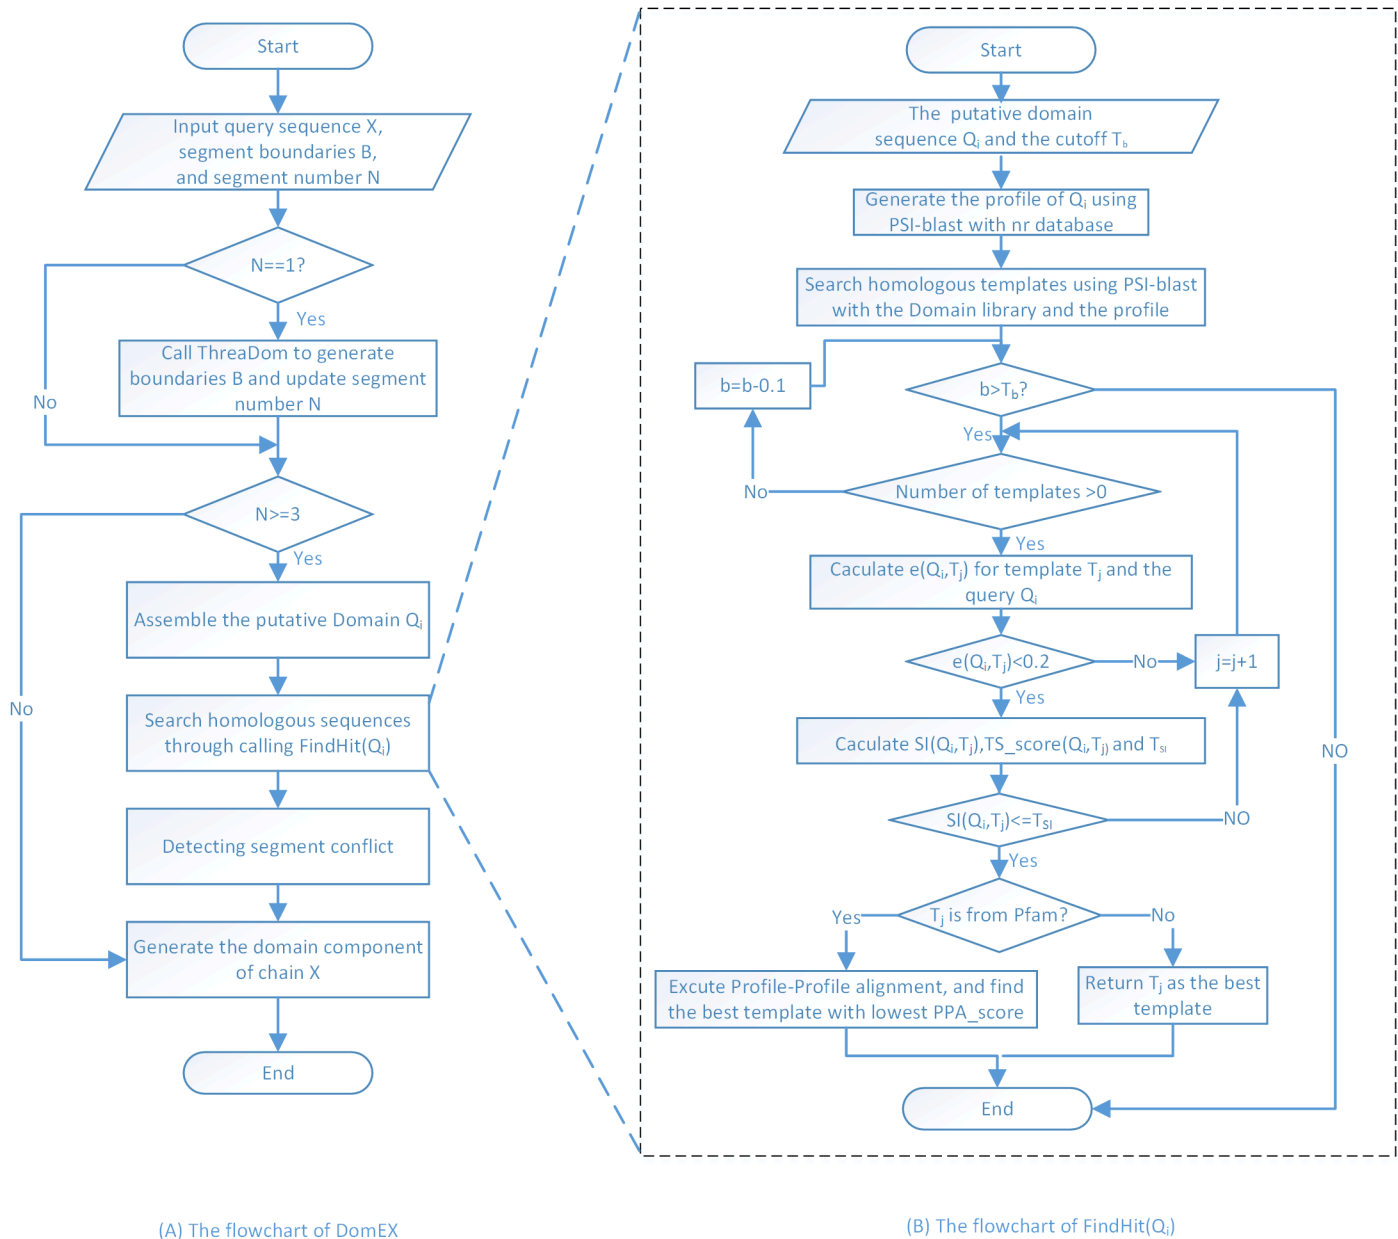 Start
Input query sequence X,
segment boundaries B,
and segment number N
N==1?
Yes
Call ThreaDom to generate
boundaries B and update segment
number N
No
N>=3
Yes
Assemble the putative Domain Qi
No
Search homologous sequences
through calling FindHit(Qi)
Detecting segment conflict
Generate the domain component
of chain X
End
(A) The flowchart of DomEX
Start
The putative domain
sequence Qi and the cutoff Tb
Generate the profile of Qi using
PSI-blast with nr database
Search homologous templates using PSI-blast
with the Domain library and the profile
b=b-0.1
b>Tb?
Yes
Number of templates >0
No
Yes
Caculate e(Qi,Tj) for template Tj and the
query Qi
e(Qi,Tj)<0.2
No
j=j+1
Yes
Caculate SI(Qi,Tj),TS_score(Qi,Tj) and TSI
NO
SI(Qi,Tj)<=TSI
NO
Yes
Tj is from Pfam?
Yes
No
Excute Profile-Profile alignment, and find
the best template with lowest PPA_score
Return Tj as the best
template
End
(B) The flowchart of FindHit(Qi)